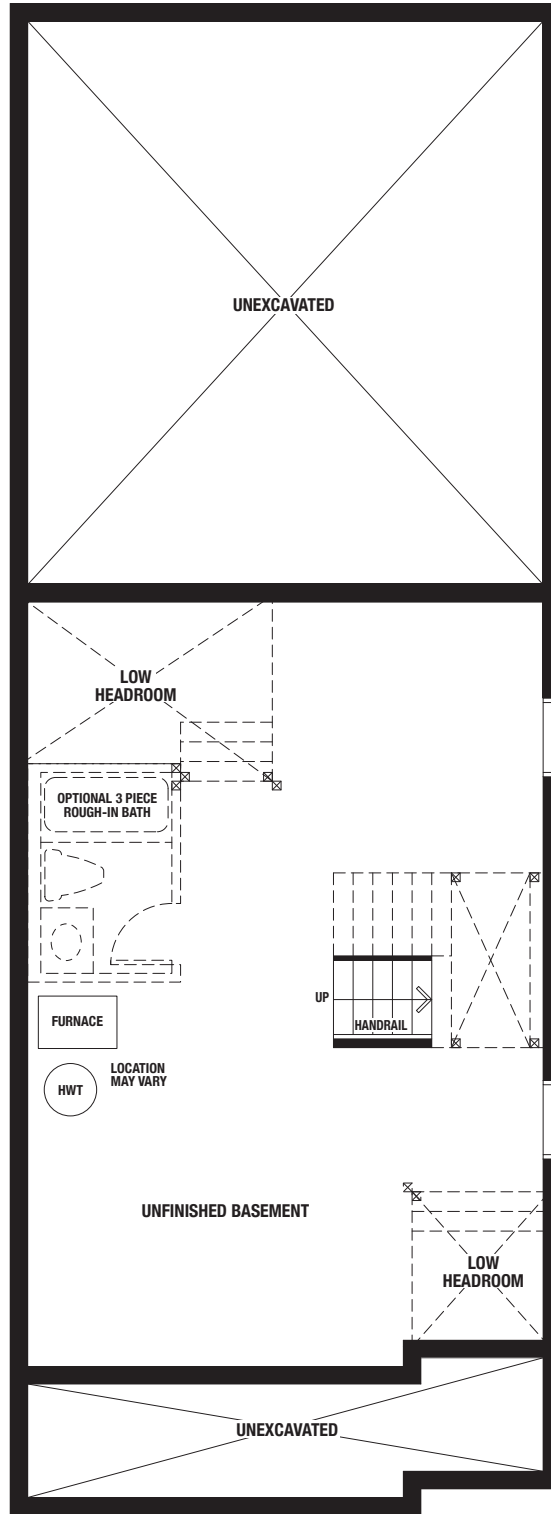 UNEXCAVATED
LOW
HEADROOM
OPTIONAL 3 PIECE
ROUGH-IN BATH
UP
HANDRAIL
FURNACE
HWT
LOCATION
MAY VARY
UNFINISHED BASEMENT
LOW
HEADROOM
UNEXCAVATED